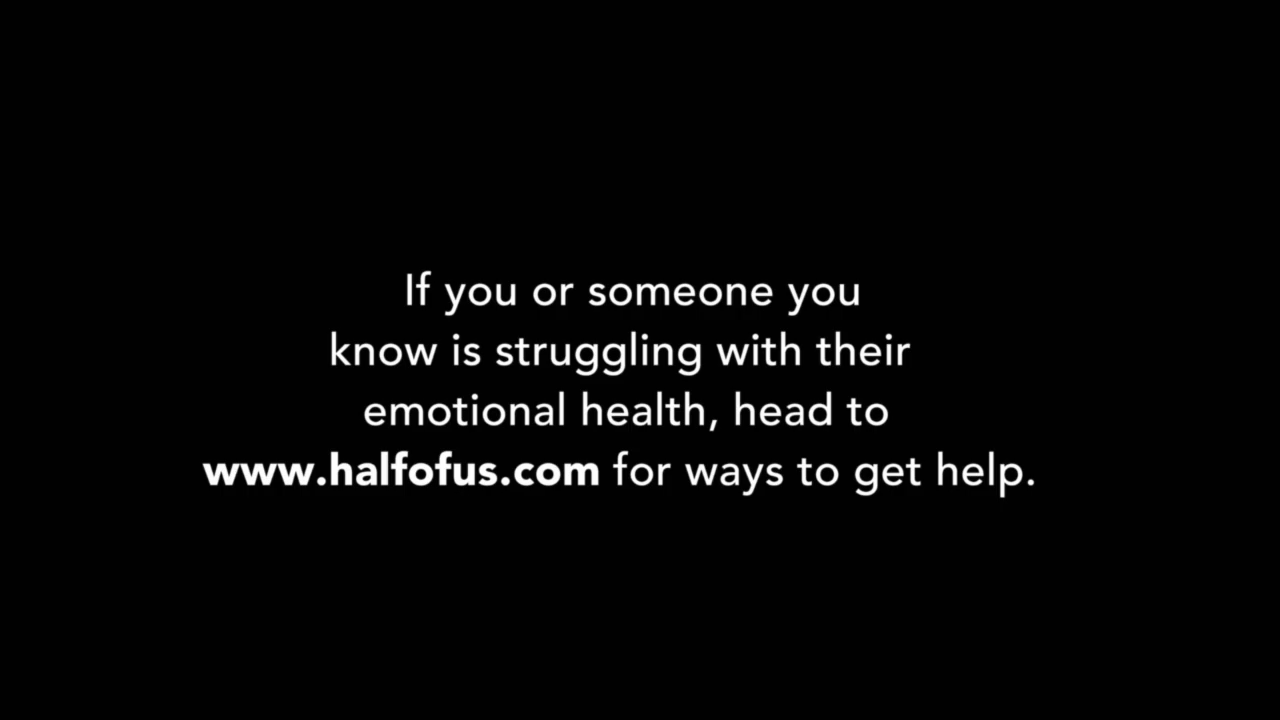 If you or someone you
know is struggling with their
emotional health, head to
www.halfofus.com for ways to get help.